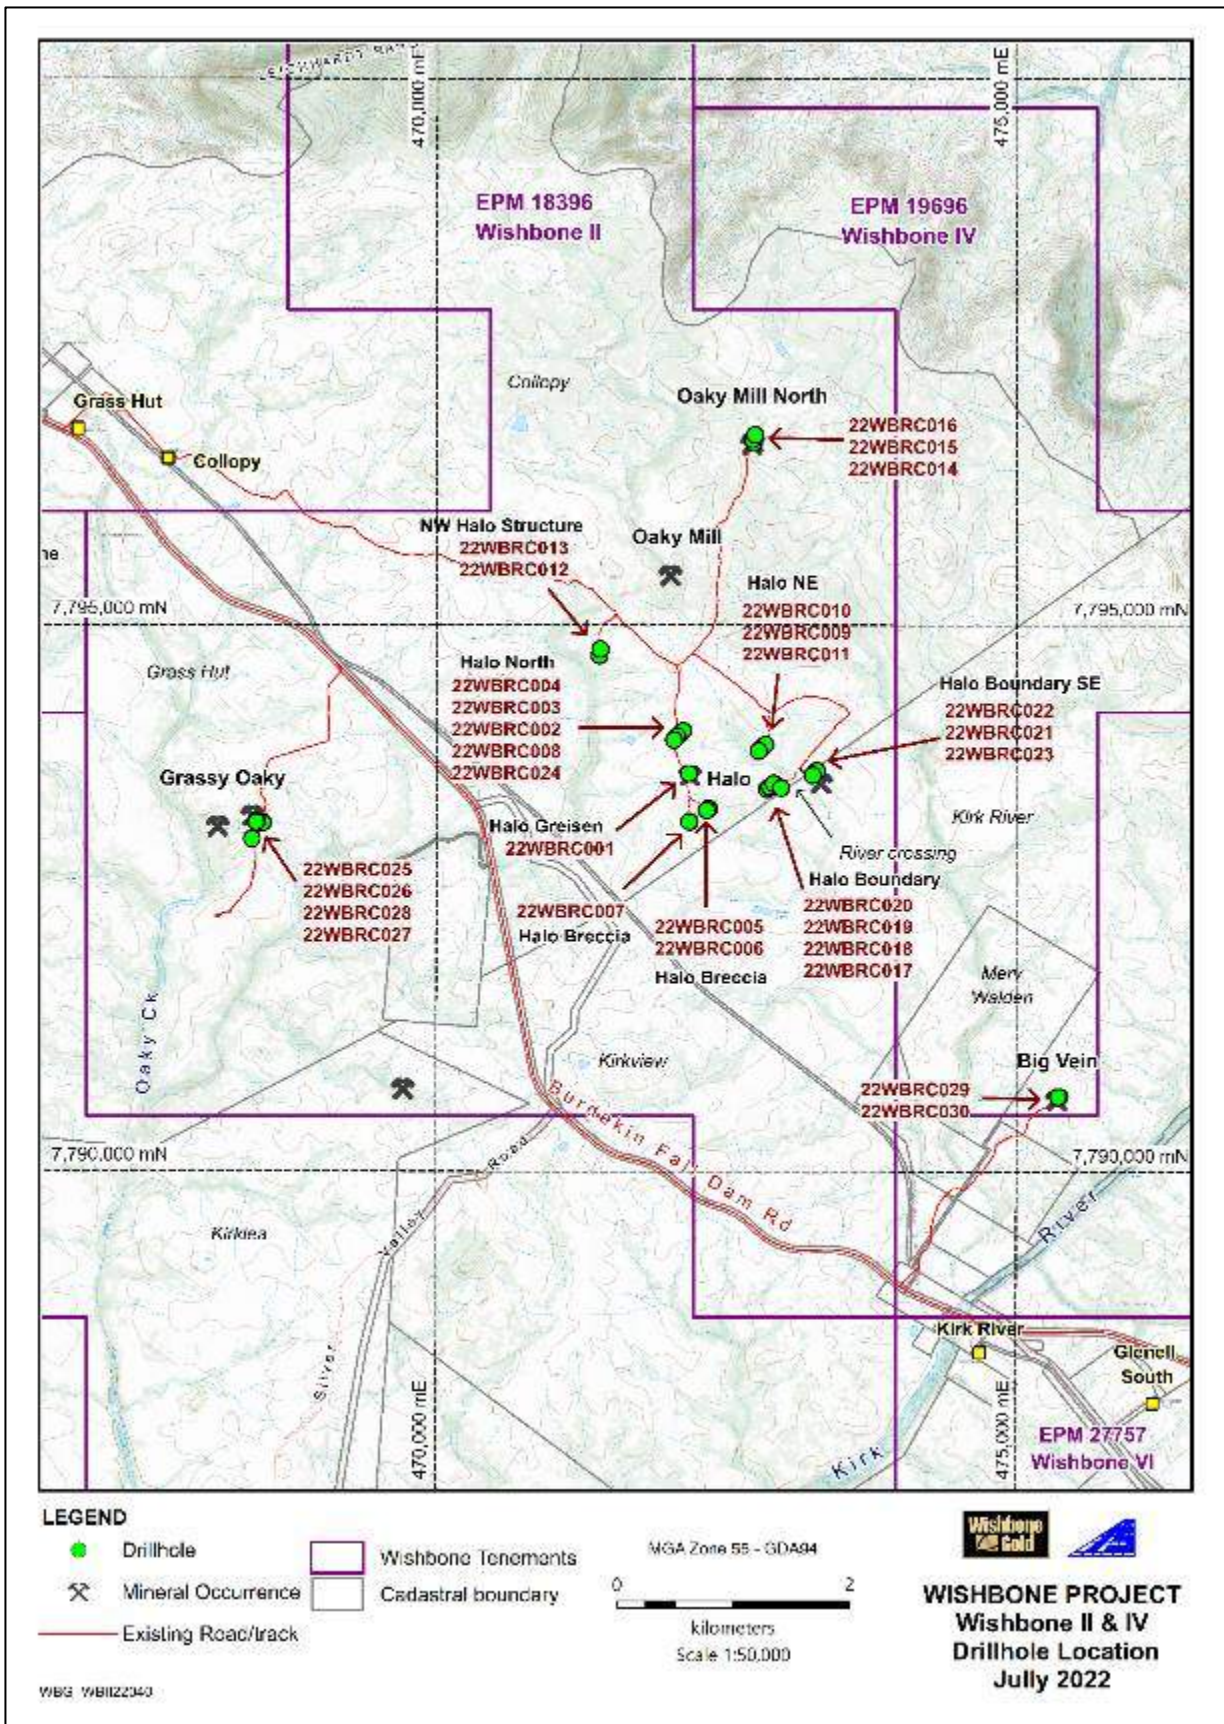 LEICHHARDT RANGE
470,000 mE
475,000 mE
EPM 18396
Wishbone II
EPM 19696
Wishbone IV
Collopy
Oaky Mill North
22WBRC016
22WBRC015
22WBRC014
Grass Hut
Collopy
NW Halo Structure
22WBRC013
22WBRC012
Oaky Mill
ne
Halo NE
22WBRC010
22WBRC009
22WBRC011
7,795,000 mN
7,795,000 mN
Grass Hut
Halo North
22WBRC004
22WBRC003
22WBRC002
22WBRC008
22WBRC024
Halo Boundary SE
22WBRC022
22WBRC021
22WBRC023
Grassy Oaky
Halo
Halo Greisen
22WBRC001
Kirk River
River crossing
22WBRC025
22WBRC026
22WBRC028
22WBRC027
22WBRC007
Halo Breccia
22WBRC005
22WBRC006
Halo Breccia
Halo Boundary
22WBRC020
22WBRC019
22WBRC018
22WBRC017
Merv
Walden
Oaky Ck
Kirkview
Big Vein
22WBRC029
22WBRC030
Burdekin Fall Dam Rd
7,790,000 mN
7,790,000 mN
Silver Valley Road
Kirklea
Kirk River
Kirk River
Glenell
South
470,000 mE
475,000 mE
EPM 27757
Wishbone VI
LEGEND
Drillhole
Mineral Occurrence
Existing Road/track
Wishbone Tenements
Cadastral boundary
MGA Zone 55 - GDA94
0 2
kilometers
Scale 1:50,000
Wishbone
Gold
WISHBONE PROJECT
Wishbone II & IV
Drillhole Location
Jully 2022
WBG_WBII22040